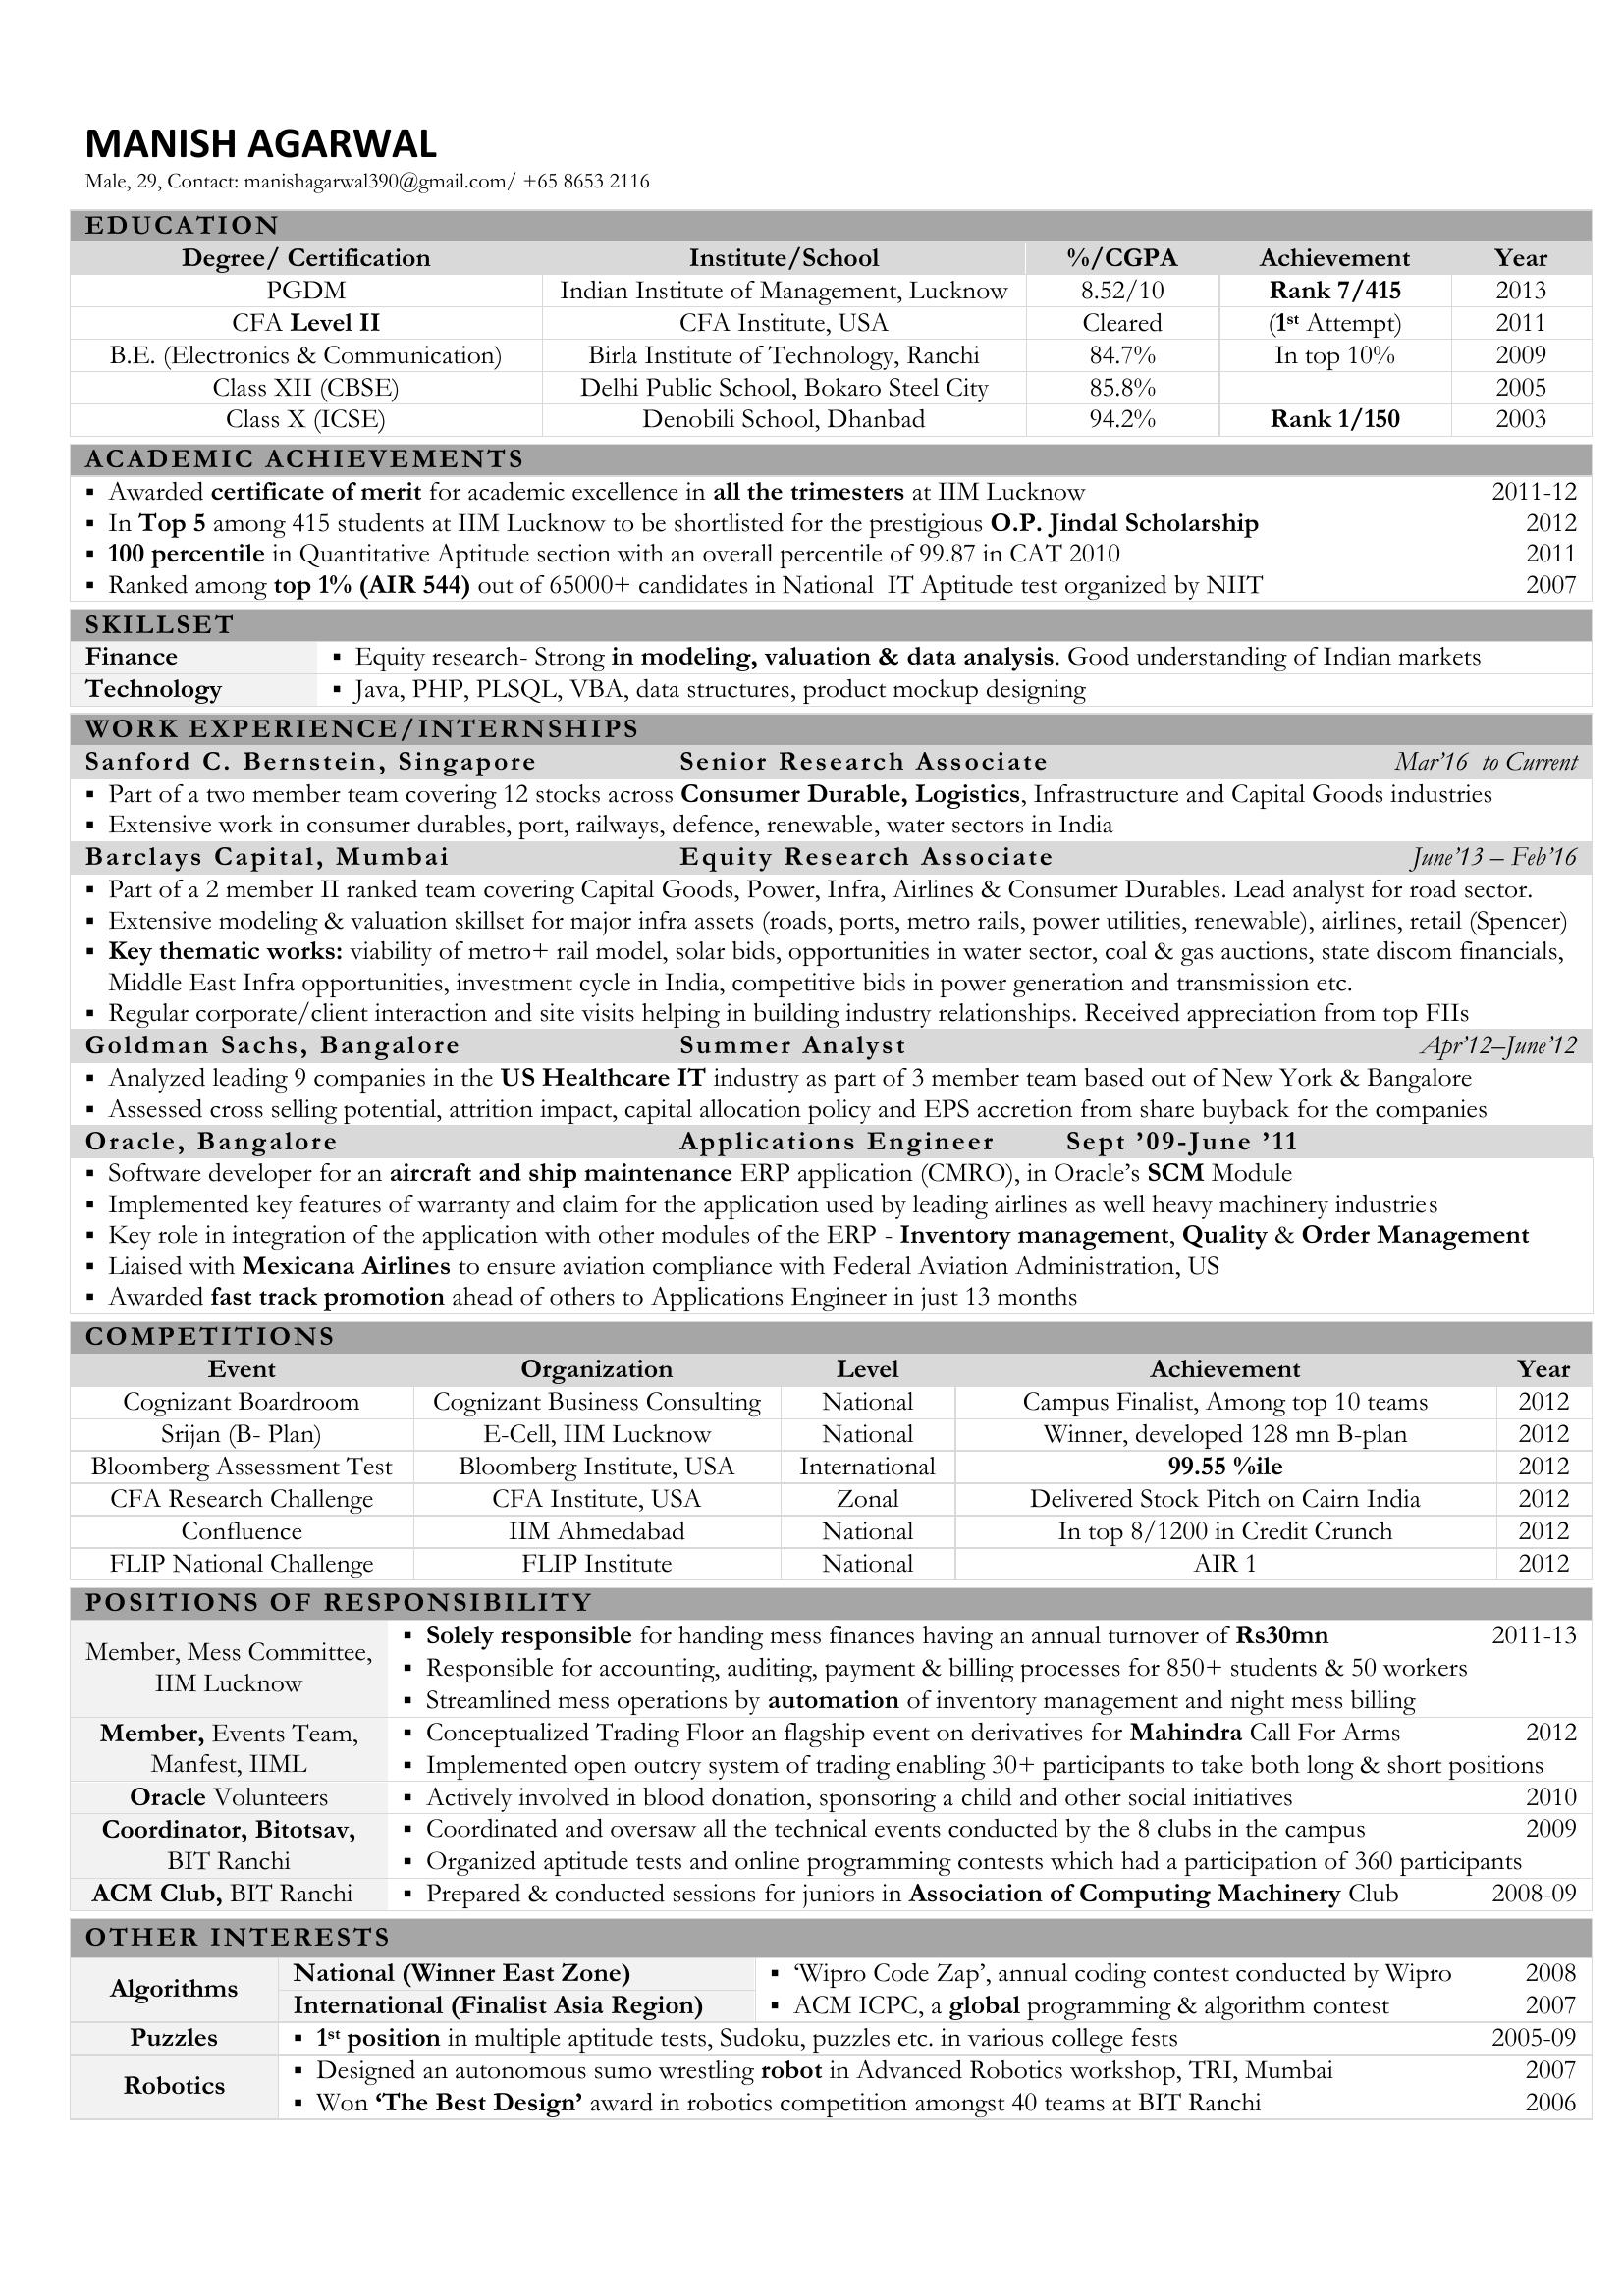 MANISH AGARWAL
Male, 29, Contact: manishagarwal390@gmail.com/ +65 8653 2116
EDUCATION
Degree/ Certification Institute/School %/CGPA Achievement Year
PGDM Indian Institute of Management, Lucknow 8.52/10 Rank 7/415 2013
CFA Level II CFA Institute, USA Cleared (1st Attempt) 2011
B.E. (Electronics & Communication) Birla Institute of Technology, Ranchi 84.7% In top 10% 2009
Class XII (CBSE) Delhi Public School, Bokaro Steel City 85.8% 2005
Class X (ICSE) Denobili School, Dhanbad 94.2% Rank 1/150 2003
ACADEMIC ACHIEVEMENTS
▪ Awarded certificate of merit for academic excellence in all the trimesters at IIM Lucknow 2011-12
▪ In Top 5 among 415 students at IIM Lucknow to be shortlisted for the prestigious O.P. Jindal Scholarship 2012
▪ 100 percentile in Quantitative Aptitude section with an overall percentile of 99.87 in CAT 2010 2011
▪ Ranked among top 1% (AIR 544) out of 65000+ candidates in National IT Aptitude test organized by NIIT 2007
SKILLSET
Finance ▪ Equity research- Strong in modeling, valuation & data analysis. Good understanding of Indian markets
Technology ▪ Java, PHP, PLSQL, VBA, data structures, product mockup designing
WORK EXPERIENCE/INTERNSHIPS
Sanford C. Bernstein, Singapore Senior Research Associate Mar'16 to Current
▪ Part of a two member team covering 12 stocks across Consumer Durable, Logistics, Infrastructure and Capital Goods industries
▪ Extensive work in consumer durables, port, railways, defence, renewable, water sectors in India
Barclays Capital, Mumbai Equity Research Associate June'13 – Feb'16
▪ Part of a 2 member II ranked team covering Capital Goods, Power, Infra, Airlines & Consumer Durables. Lead analyst for road sector.
▪ Extensive modeling & valuation skillset for major infra assets (roads, ports, metro rails, power utilities, renewable), airlines, retail (Spencer)
▪ Key thematic works: viability of metro+ rail model, solar bids, opportunities in water sector, coal & gas auctions, state discom financials,
Middle East Infra opportunities, investment cycle in India, competitive bids in power generation and transmission etc.
▪ Regular corporate/client interaction and site visits helping in building industry relationships. Received appreciation from top FIIs
Goldman Sachs, Bangalore Summer Analyst Apr'12–June'12
▪ Analyzed leading 9 companies in the US Healthcare IT industry as part of 3 member team based out of New York & Bangalore
▪ Assessed cross selling potential, attrition impact, capital allocation policy and EPS accretion from share buyback for the companies
Oracle, Bangalore Applications Engineer Sept '09-June '11
▪ Software developer for an aircraft and ship maintenance ERP application (CMRO), in Oracle's SCM Module
▪ Implemented key features of warranty and claim for the application used by leading airlines as well heavy machinery industries
▪ Key role in integration of the application with other modules of the ERP - Inventory management, Quality & Order Management
▪ Liaised with Mexicana Airlines to ensure aviation compliance with Federal Aviation Administration, US
▪ Awarded fast track promotion ahead of others to Applications Engineer in just 13 months
COMPETITIONS
Event Organization Level Achievement Year
Cognizant Boardroom Cognizant Business Consulting National Campus Finalist, Among top 10 teams 2012
Srijan (B- Plan) E-Cell, IIM Lucknow National Winner, developed 128 mn B-plan 2012
Bloomberg Assessment Test Bloomberg Institute, USA International 99.55 %ile 2012
CFA Research Challenge CFA Institute, USA Zonal Delivered Stock Pitch on Cairn India 2012
Confluence IIM Ahmedabad National In top 8/1200 in Credit Crunch 2012
FLIP National Challenge FLIP Institute National AIR 1 2012
POSITIONS OF RESPONSIBILITY
Member, Mess Committee, IIM Lucknow
▪ Solely responsible for handing mess finances having an annual turnover of Rs30mn 2011-13
▪ Responsible for accounting, auditing, payment & billing processes for 850+ students & 50 workers
▪ Streamlined mess operations by automation of inventory management and night mess billing
Member, Events Team, ▪ Conceptualized Trading Floor an flagship event on derivatives for Mahindra Call For Arms 2012
Manfest, IIML ▪ Implemented open outcry system of trading enabling 30+ participants to take both long & short positions
Oracle Volunteers ▪ Actively involved in blood donation, sponsoring a child and other social initiatives 2010
Coordinator, Bitotsav, ▪ Coordinated and oversaw all the technical events conducted by the 8 clubs in the campus 2009
BIT Ranchi ▪ Organized aptitude tests and online programming contests which had a participation of 360 participants
ACM Club, BIT Ranchi ▪ Prepared & conducted sessions for juniors in Association of Computing Machinery Club 2008-09
OTHER INTERESTS
Algorithms
National (Winner East Zone) ▪ 'Wipro Code Zap', annual coding contest conducted by Wipro 2008
International (Finalist Asia Region) ▪ ACM ICPC, a global programming & algorithm contest 2007
Puzzles ▪ 1st position in multiple aptitude tests, Sudoku, puzzles etc. in various college fests 2005-09
Robotics
▪ Designed an autonomous sumo wrestling robot in Advanced Robotics workshop, TRI, Mumbai 2007
▪ Won 'The Best Design' award in robotics competition amongst 40 teams at BIT Ranchi 2006